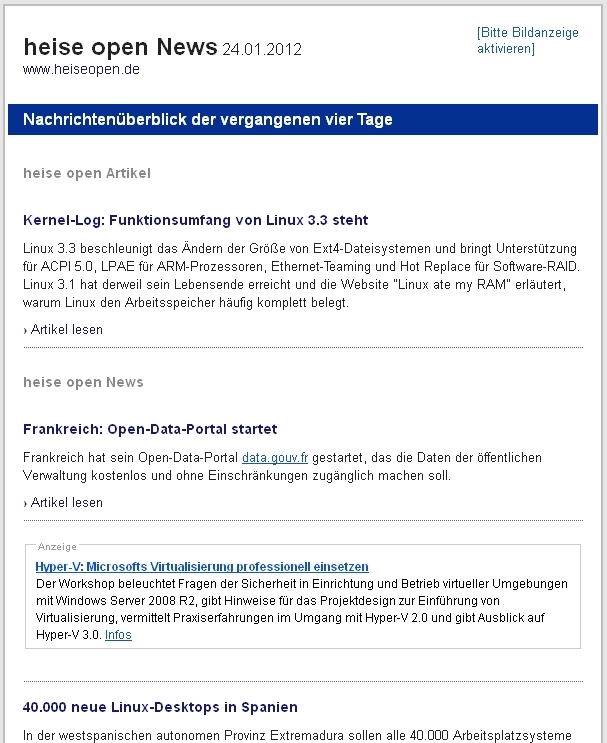 heise open News 24.01.2012
[Bitte Bildanzeige
aktivieren]
www.heiseopen.de
Nachrichtenüberblick der vergangenen vier Tage
heise open Artikel
Kernel-Log: Funktionsumfang von Linux 3.3 steht
Linux 3.3 beschleunigt das Ändern der Größe von Ext4-Dateisystemen und bringt Unterstützung
für ACPI 5.0, LPAE für ARM-Prozessoren, Ethernet-Teaming und Hot Replace für Software-RAID.
Linux 3.1 hat derweil sein Lebensende erreicht und die Website "Linux ate my RAM" erläutert,
warum Linux den Arbeitsspeicher häufig komplett belegt.
› Artikel lesen
heise open News
Frankreich: Open-Data-Portal startet
Frankreich hat sein Open-Data-Portal data.gouv.fr gestartet, das die Daten der öffentlichen
Verwaltung kostenlos und ohne Einschränkungen zugänglich machen soll.
› Artikel lesen
Anzeige
Hyper-V: Microsofts Virtualisierung professionell einsetzen
Der Workshop beleuchtet Fragen der Sicherheit in Einrichtung und Betrieb virtueller Umgebungen
mit Windows Server 2008 R2, gibt Hinweise für das Projektdesign zur Einführung von
Virtualisierung, vermittelt Praxiserfahrungen im Umgang mit Hyper-V 2.0 und gibt Ausblick auf
Hyper-V 3.0. Infos
40.000 neue Linux-Desktops in Spanien
In der westspanischen autonomen Provinz Extremadura sollen alle 40.000 Arbeitsplatzsysteme